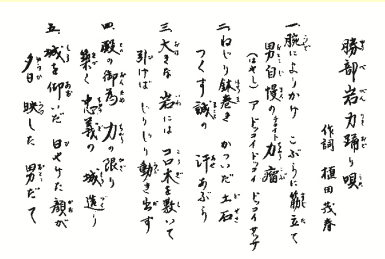 勝部岩力踊り唄
作詞 植田茂春
一、腕によりかけ こぶりに筋立て
男自慢の 力瘤
(はやし) ア ドッコイドッコイ ドッコイサッサ
二、ねじり鉢巻き かつだ土石
つくす誠の 汗あぶら
三、大きな岩には コロ木を敷いて
引けば じりじり動き出す
四、殿の御為 力の限り
築く 忠義の 城造り
五、城を仰いだ 日やけた顔が
夕日に映した 男だて